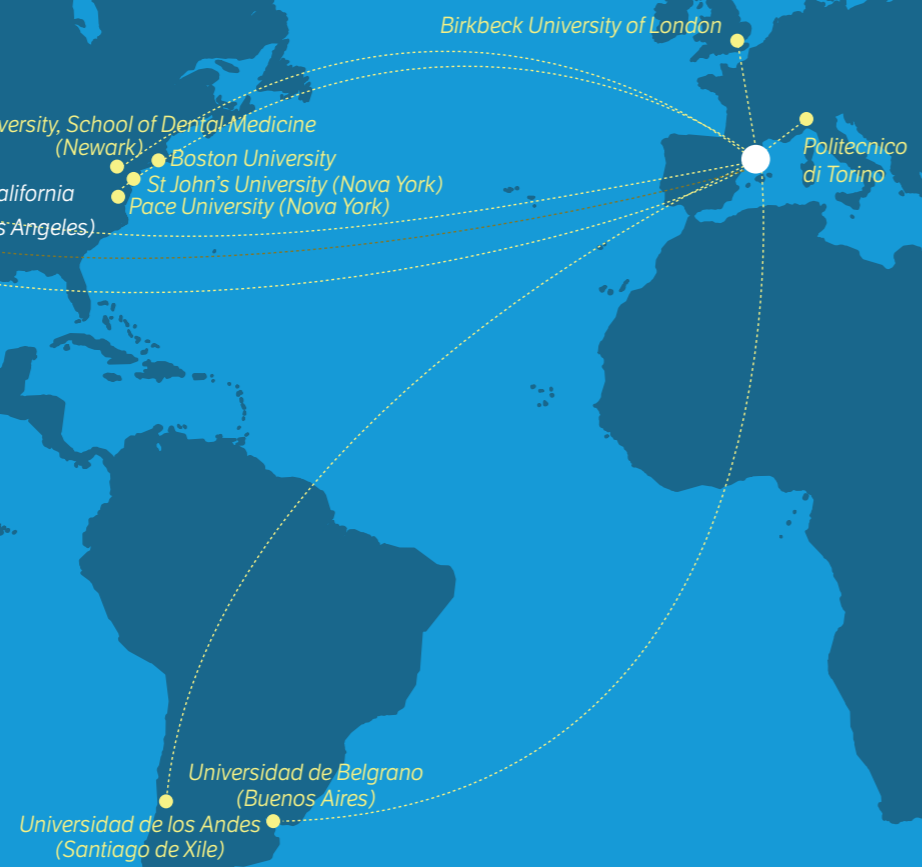 Birkbeck University of London
versity, School of Dental Medicine
(Newark)
Boston University
St John's University (Nova York)
Pace University (Nova York)
alifornia
s Angeles)
Politecnico
di Torino
Universidad de Belgrano
(Buenos Aires)
Universidad de los Andes
(Santiago de Xile)